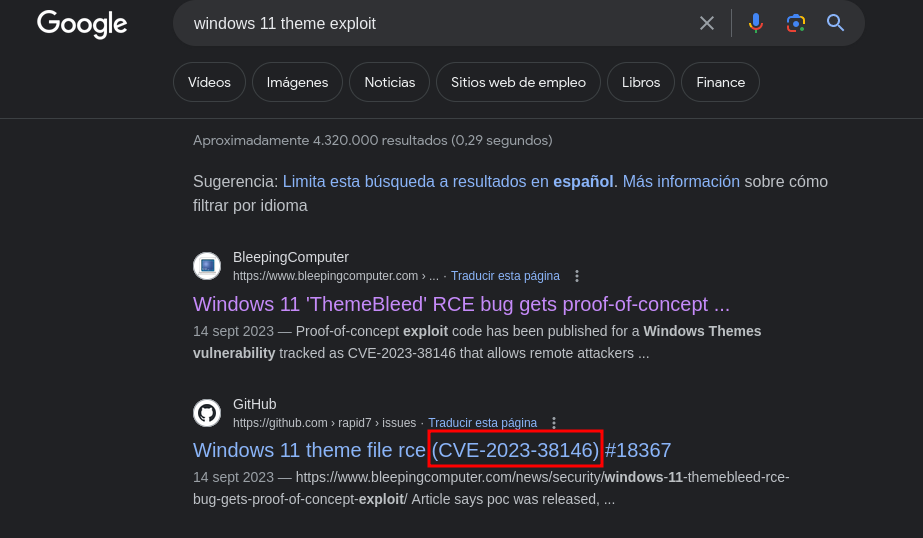 Google
windows 11 theme exploit
Vídeos
Imágenes
Noticias
Sitios web de empleo
Libros
Finance
Aproximadamente 4.320.000 resultados (0,29 segundos)
Sugerencia: Limita esta búsqueda a resultados en español. Más información sobre cómo
filtrar por idioma
BleepingComputer
https://www.bleepingcomputer.com › ... · Traducir esta página
Windows 11 'ThemeBleed' RCE bug gets proof-of-concept ...
14 sept 2023 — Proof-of-concept exploit code has been published for a Windows Themes
vulnerability tracked as CVE-2023-38146 that allows remote attackers ...
GitHub
https://github.com › rapid7 › issues · Traducir esta página
Windows 11 theme file rce (CVE-2023-38146) #18367
14 sept 2023 — https://www.bleepingcomputer.com/news/security/windows-11-themebleed-rce-
bug-gets-proof-of-concept-exploit/ Article says poc was released, ...